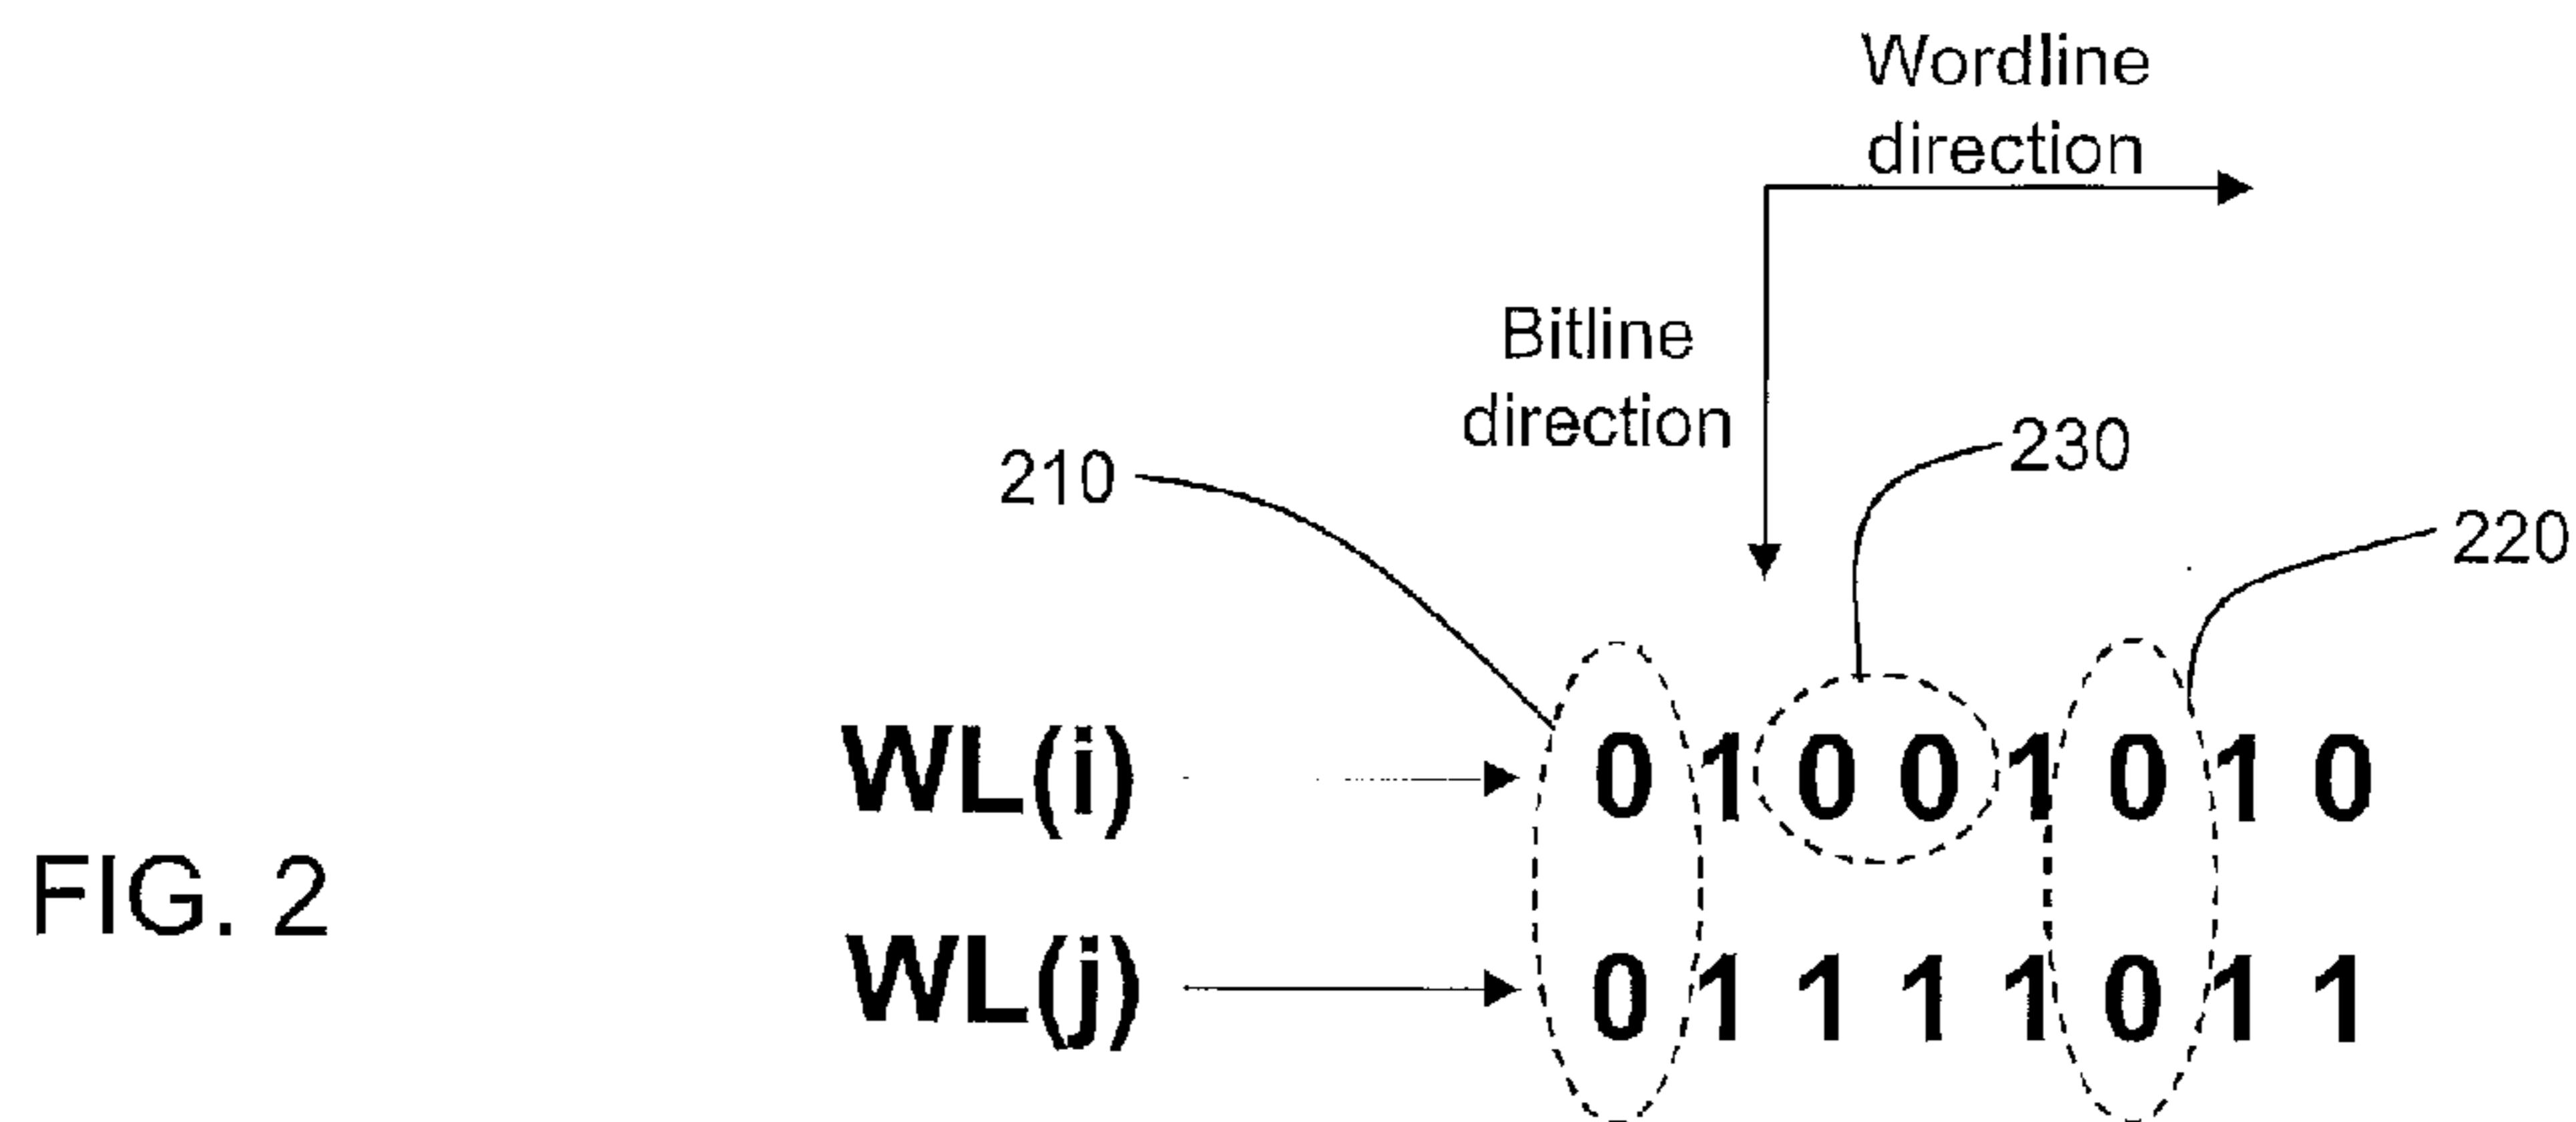 Wordline
direction
Bitline
direction
230
210
220
WL(i) 0 1 0 0 1 0 1 0
FIG. 2
WL(j) 0 1 1 1 1 0 1 1